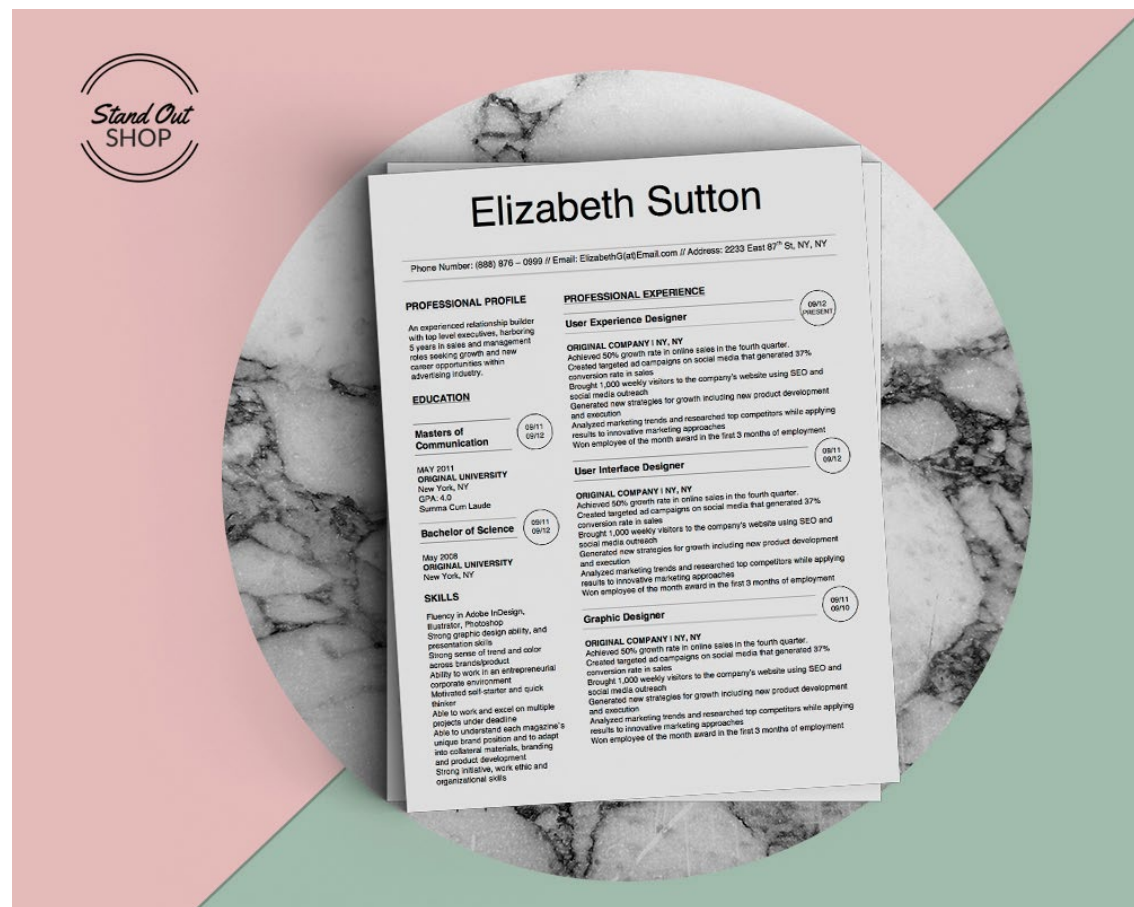 Stand Out
SHOP
Elizabeth Sutton
Phone Number: (888) 876 – 0999 // Email: ElizabethG(at)Email.com // Address: 2233 East 87th St, NY, NY
PROFESSIONAL PROFILE
An experienced relationship builder
with top level executives, harboring
5 years in sales and management
roles seeking growth and new
career opportunities within
advertising industry.
EDUCATION
Masters of
Communication
09/11
09/12
MAY 2011
ORIGINAL UNIVERSITY
New York, NY
GPA: 4.0
Summa Cum Laude
Bachelor of Science
09/11
09/12
May 2008
ORIGINAL UNIVERSITY
New York, NY
SKILLS
Fluency in Adobe InDesign,
Illustrator, Photoshop
Strong graphic design ability, and
presentation skills
Strong sense of trend and color
across brands/product
Ability to work in an entrepreneurial
corporate environment
Motivated self-starter and quick
thinker
Able to work and excel on multiple
projects under deadline
Able to understand each magazine's
unique brand position and to adapt
into collateral materials, branding
and product development
Strong initiative, work ethic and
organizational skills
PROFESSIONAL EXPERIENCE
User Experience Designer
09/12
PRESENT
ORIGINAL COMPANY | NY, NY
Achieved 50% growth rate in online sales in the fourth quarter.
Created targeted ad campaigns on social media that generated 37%
conversion rate in sales
Brought 1,000 weekly visitors to the company's website using SEO and
social media outreach
Generated new strategies for growth including new product development
and execution
Analyzed marketing trends and researched top competitors while applying
results to innovative marketing approaches
Won employee of the month award in the first 3 months of employment
User Interface Designer
09/11
09/12
ORIGINAL COMPANY | NY, NY
Achieved 50% growth rate in online sales in the fourth quarter.
Created targeted ad campaigns on social media that generated 37%
conversion rate in sales
Brought 1,000 weekly visitors to the company's website using SEO and
social media outreach
Generated new strategies for growth including new product development
and execution
Analyzed marketing trends and researched top competitors while applying
results to innovative marketing approaches
Won employee of the month award in the first 3 months of employment
Graphic Designer
09/11
09/10
ORIGINAL COMPANY | NY, NY
Achieved 50% growth rate in online sales in the fourth quarter.
Created targeted ad campaigns on social media that generated 37%
conversion rate in sales
Brought 1,000 weekly visitors to the company's website using SEO and
social media outreach
Generated new strategies for growth including new product development
and execution
Analyzed marketing trends and researched top competitors while applying
results to innovative marketing approaches
Won employee of the month award in the first 3 months of employment